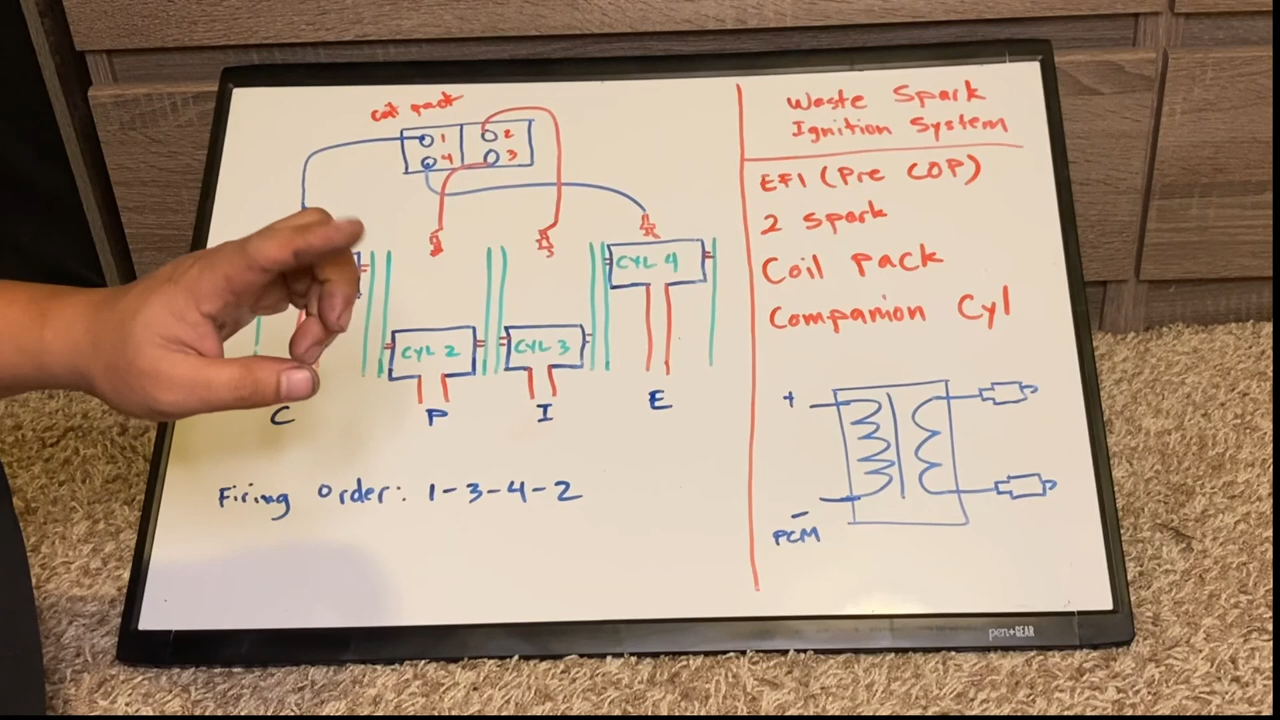 coil pack
1 2
4 3
CYL 4
CYL 2 CYL 3
C P I E
Firing Order: 1-3-4-2
Waste Spark
Ignition System
EFI (Pre COP)
2 spark
Coil Pack
Companion Cyl
+
-
PCM
pen+GEAR